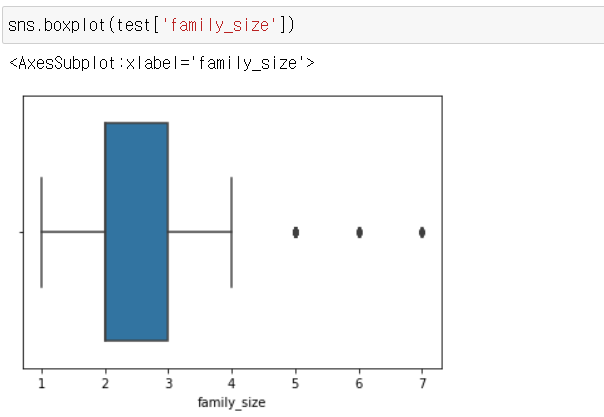 sns.boxplot(test['family_size'])
<AxesSubplot:xlabel='family_size'>
1 2 3 4 5 6 7
family_size